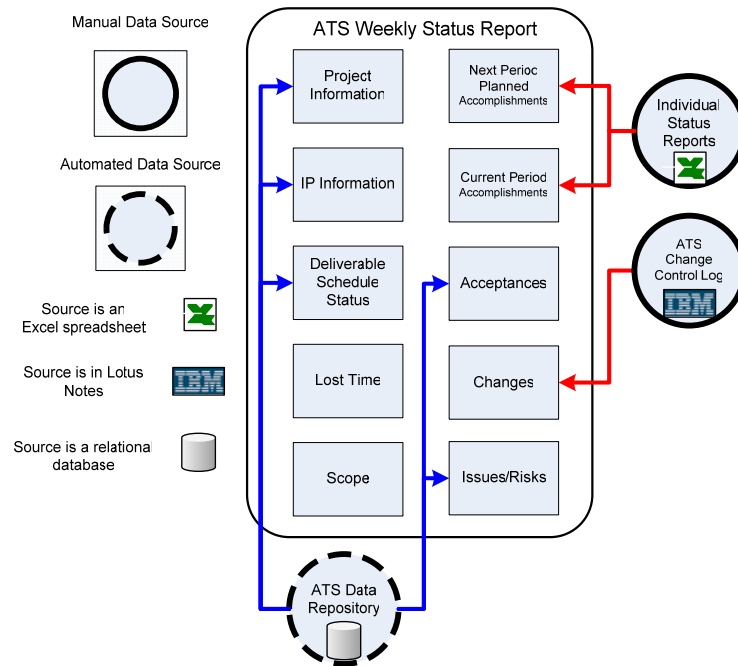 Manual Data Source
Automated Data Source
Source is an
Excel spreadsheet
Source is in Lotus
Notes
IBM
Source is a relational
database
ATS Weekly Status Report
Project
Information
Next Period
Planned
Accomplishments
IP Information
Current Period
Accomplishments
Deliverable
Schedule
Status
Acceptances
Lost Time
Changes
Scope
Issues/Risks
Individual
Status
Reports
ATS
Change
Control Log
IBM
ATS Data
Repository